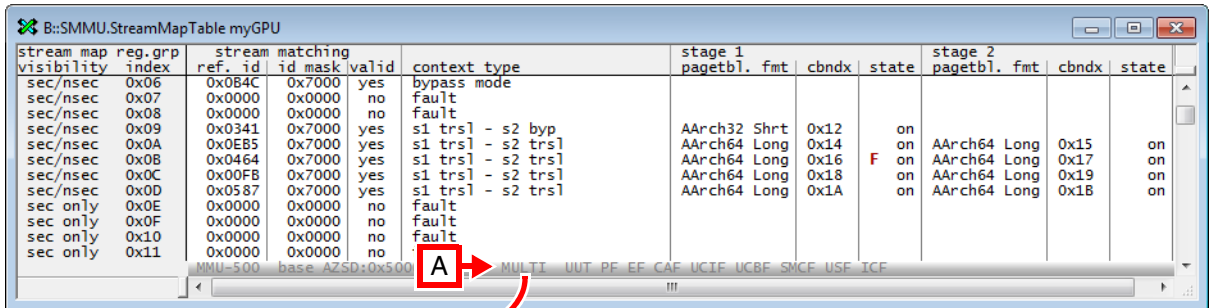 B::SMMU.StreamMapTable myGPU
stream map reg.grp stream matching stage 1 stage 2
visibility index ref. id id mask valid context type pagetbl. fmt cbndx state pagetbl. fmt cbndx state
sec/nsec 0x06 0x0B4C 0x7000 yes bypass mode
sec/nsec 0x07 0x0000 0x0000 no fault
sec/nsec 0x08 0x0000 0x0000 no fault
sec/nsec 0x09 0x0341 0x7000 yes s1 trsl - s2 byp AArch32 Shrt 0x12 on
sec/nsec 0x0A 0x0EB5 0x7000 yes s1 trsl - s2 trsl AArch64 Long 0x14 on AArch64 Long 0x15 on
sec/nsec 0x0B 0x0464 0x7000 yes s1 trsl - s2 trsl AArch64 Long 0x16 F on AArch64 Long 0x17 on
sec/nsec 0x0C 0x00FB 0x7000 yes s1 trsl - s2 trsl AArch64 Long 0x18 on AArch64 Long 0x19 on
sec/nsec 0x0D 0x0587 0x7000 yes s1 trsl - s2 trsl AArch64 Long 0x1A on AArch64 Long 0x1B on
sec only 0x0E 0x0000 0x0000 no fault
sec only 0x0F 0x0000 0x0000 no fault
sec only 0x10 0x0000 0x0000 no fault
sec only 0x11 0x0000 0x0000 no
MMU-500 base AZSD:0x500 A MULTI UUT PF EF CAF UCIF UCBF SMCF USF ICF